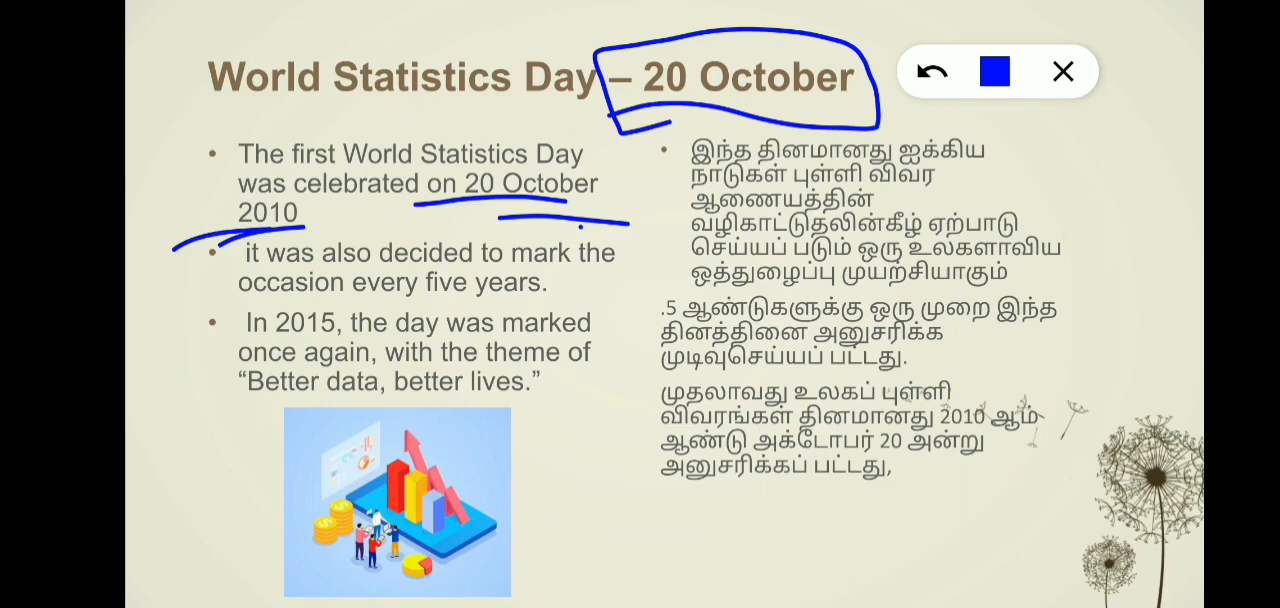 World Statistics Day – 20 October
• The first World Statistics Day
was celebrated on 20 October
2010
• it was also decided to mark the
occasion every five years.
• In 2015, the day was marked
once again, with the theme of
“Better data, better lives.”
• இந்த தினமானது ஐக்கிய
நாடுகள் புள்ளி விவர
ஆணையத்தின்
வழிகாட்டுதலின்கீழ் ஏற்பாடு
செய்யப் படும் ஒரு உலகளாவிய
ஒத்துழைப்பு முயற்சியாகும்
.5 ஆண்டுகளுக்கு ஒரு முறை இந்த
தினத்தினை அனுசரிக்க
முடிவுசெய்யப் பட்டது.
முதலாவது உலகப் புள்ளி
விவரங்கள் தினமானது 2010 ஆம்
ஆண்டு அக்டோபர் 20 அன்று
அனுசரிக்கப் பட்டது,